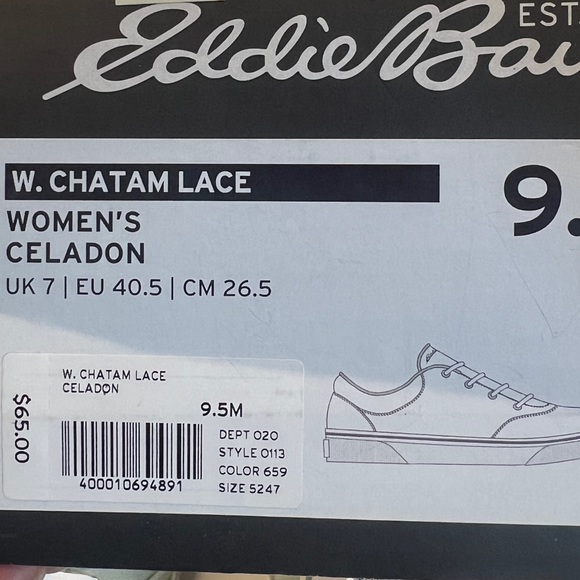 Eddie Bau
EST.
W. CHATAM LACE
9.
WOMEN'S
CELADON
UK 7 | EU 40.5 | CM 26.5
W. CHATAM LACE
CELADON
9.5M
$65.00
DEPT 020
STYLE 0113
COLOR 659
SIZE 5247
400010694891